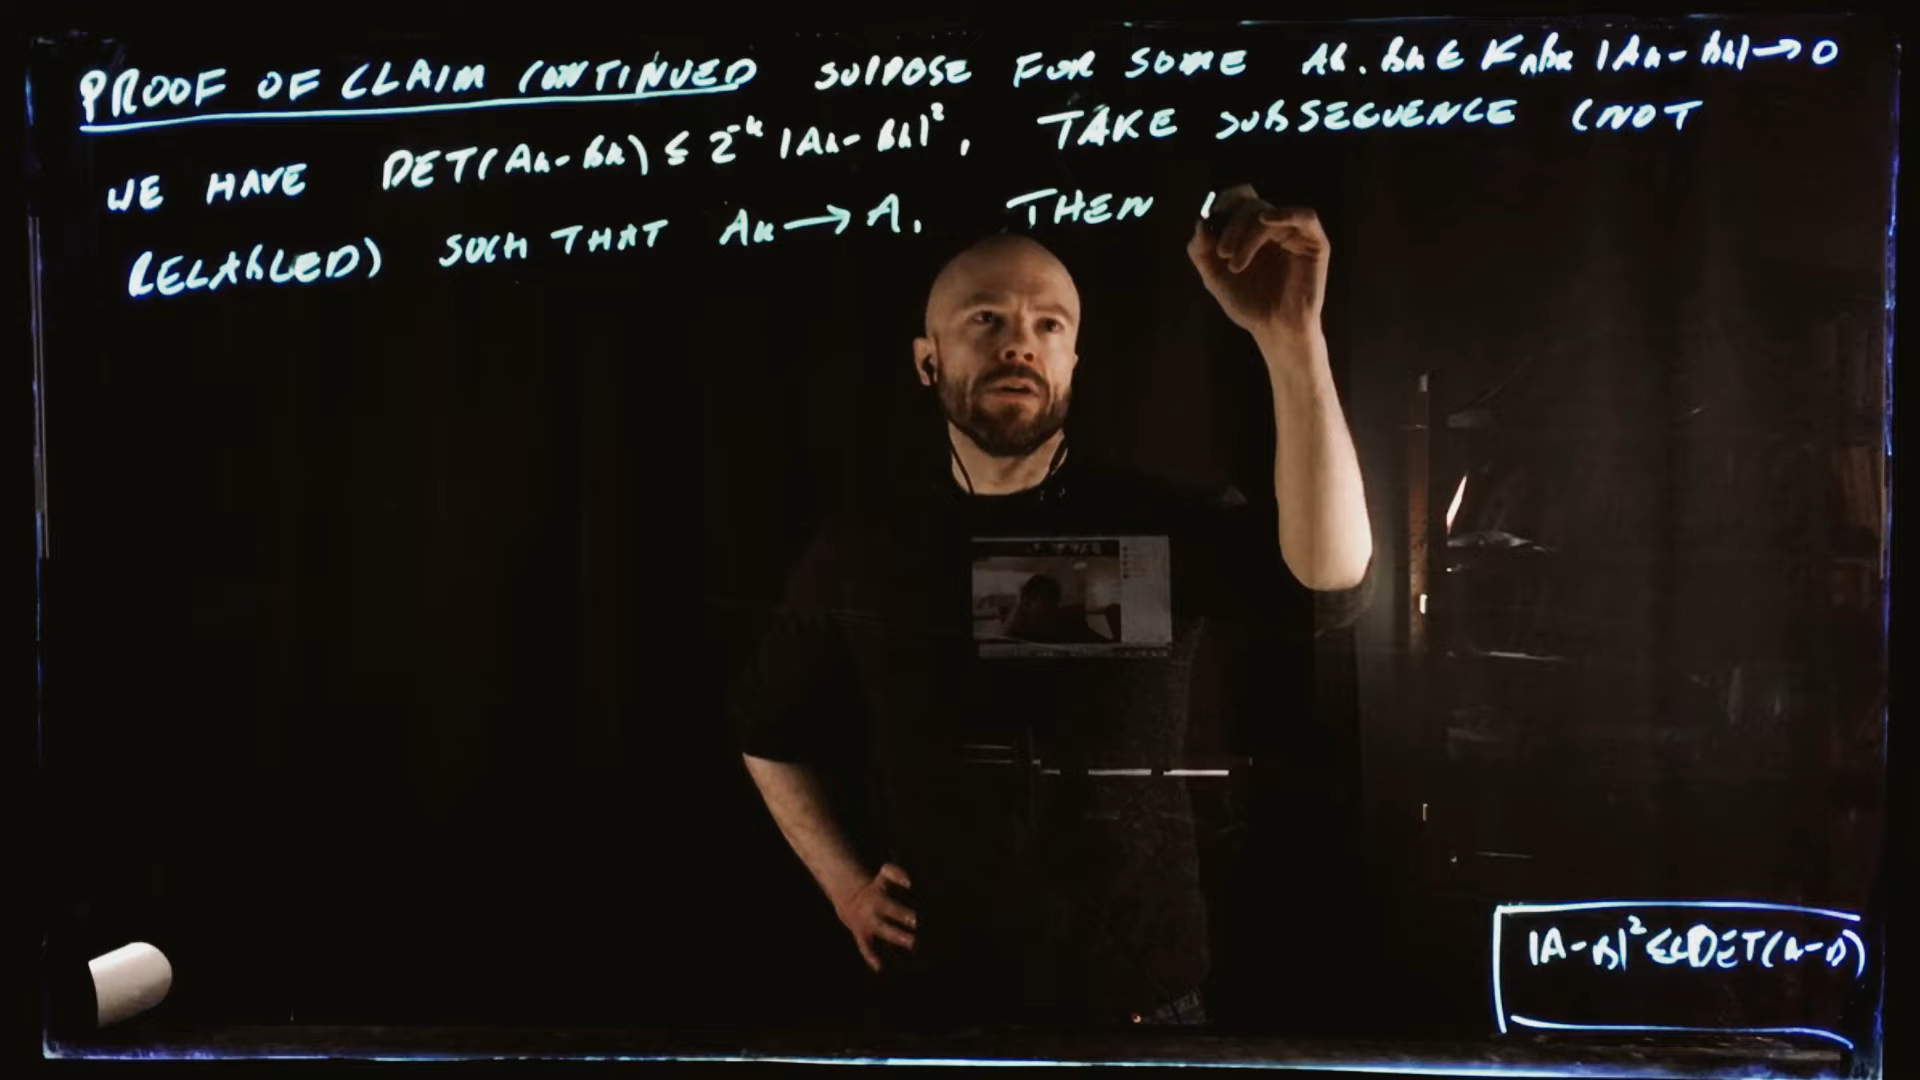 PROOF OF CLAIM CONTINUED SUPPOSE FOR SOME Ak, Bk ∈ K∩BR |Ak-Bk|→0
WE HAVE DET(Ak-Bk) ≤ 2^-k |Ak-Bk|², TAKE SUBSEQUENCE (NOT
RELABLED) SUCH THAT Ak → A. THEN
|A-B|² ≤ C DET(A-B)